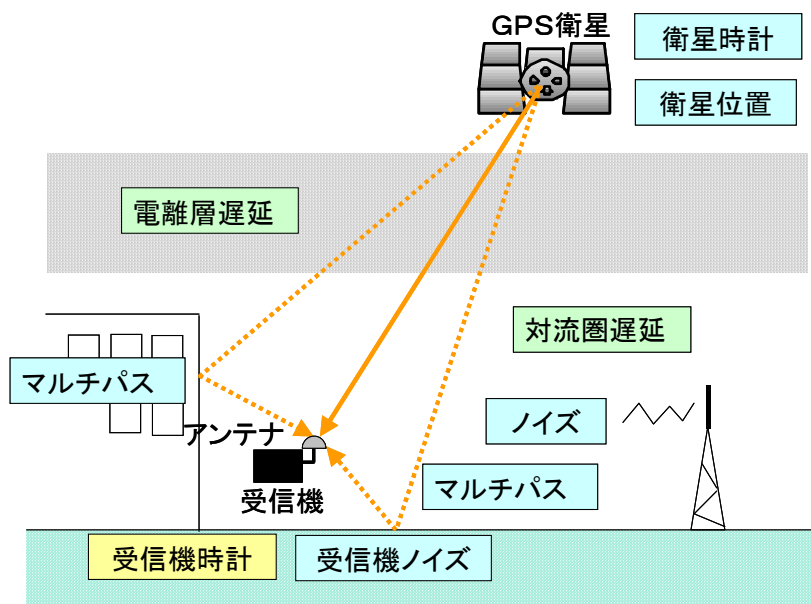 GPS衛星
衛星時計
衛星位置
電離層遅延
対流圏遅延
マルチパス
ノイズ
アンテナ
受信機
マルチパス
受信機時計
受信機ノイズ